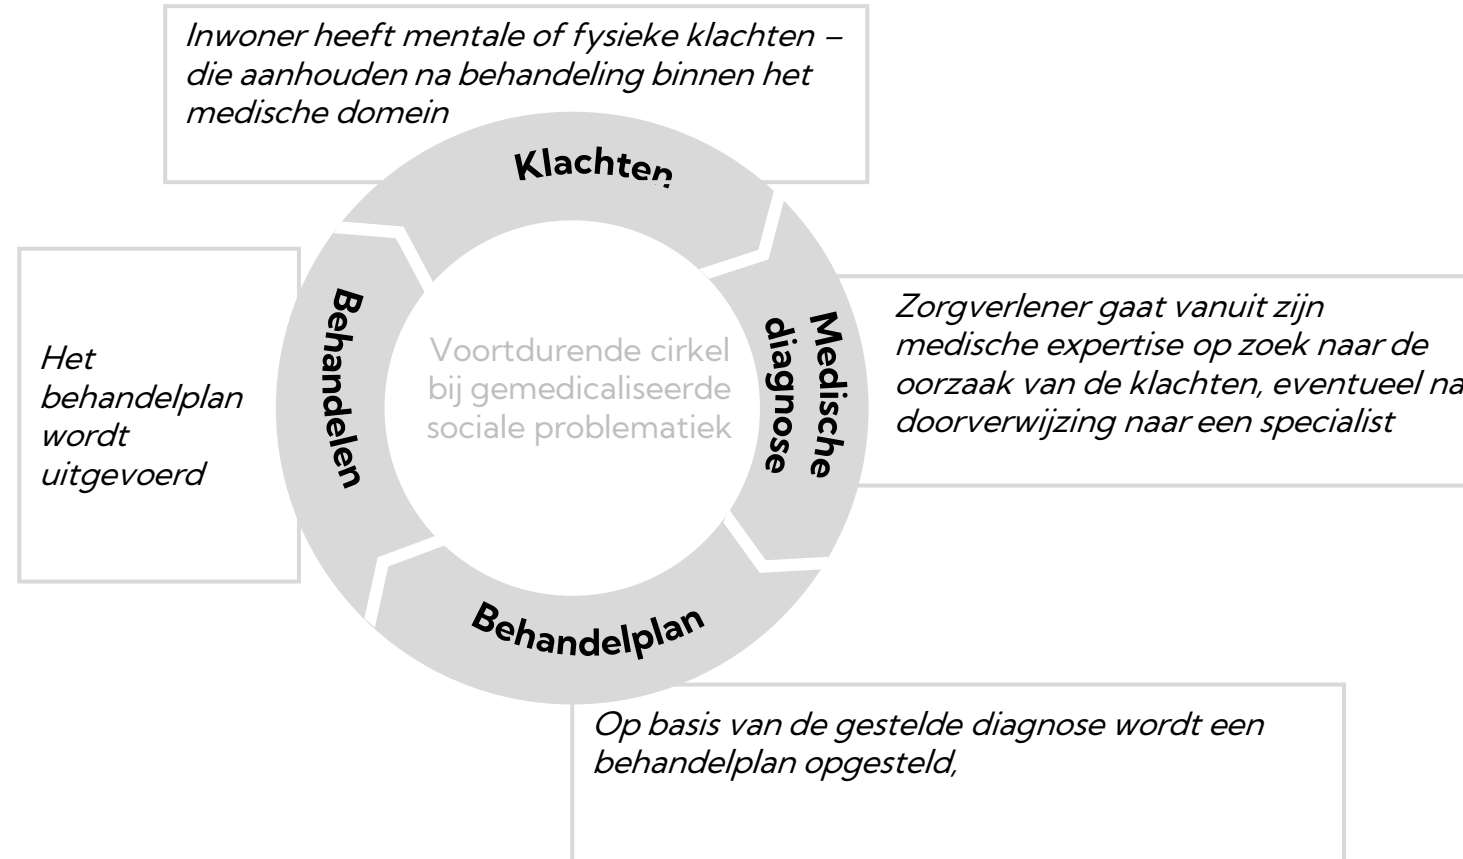 Inwoner heeft mentale of fysieke klachten –
die aanhouden na behandeling binnen het
medische domein
Klachten
Zorgverlener gaat vanuit zijn
medische expertise op zoek naar de
oorzaak van de klachten, eventueel na
doorverwijzing naar een specialist
Medische
diagnose
Voortdurende cirkel
bij gemedicaliseerde
sociale problematiek
Behandelen
Het
behandelplan
wordt
uitgevoerd
Behandelplan
Op basis van de gestelde diagnose wordt een
behandelplan opgesteld,